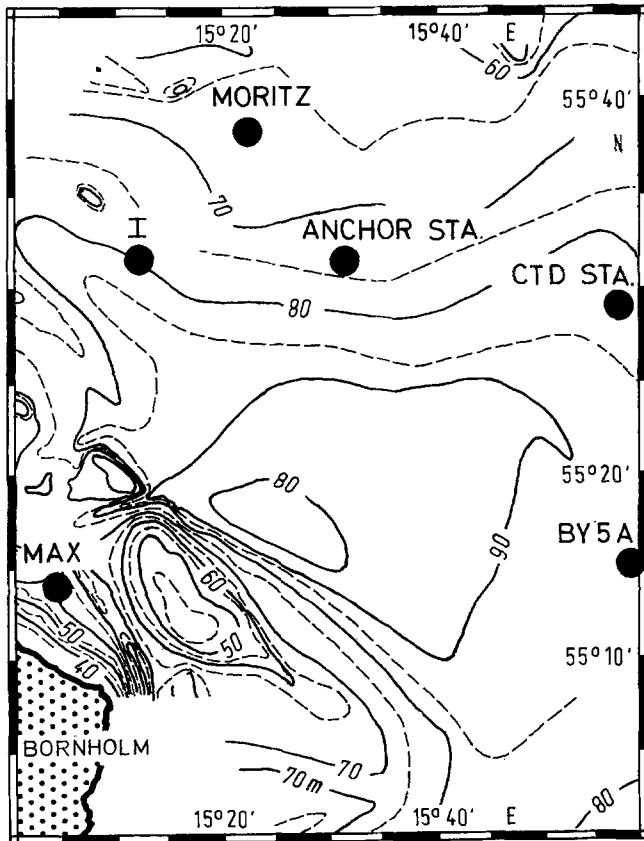 15°20'
15°40'
E
60
55°40'
MORITZ
N
70
I
ANCHOR STA.
CTD STA.
80
55°20'
80
90
BY5A
MAX
60
50
50
40
55°10'
BORNHOLM
70
70m
80
15°20'
15°40'
E